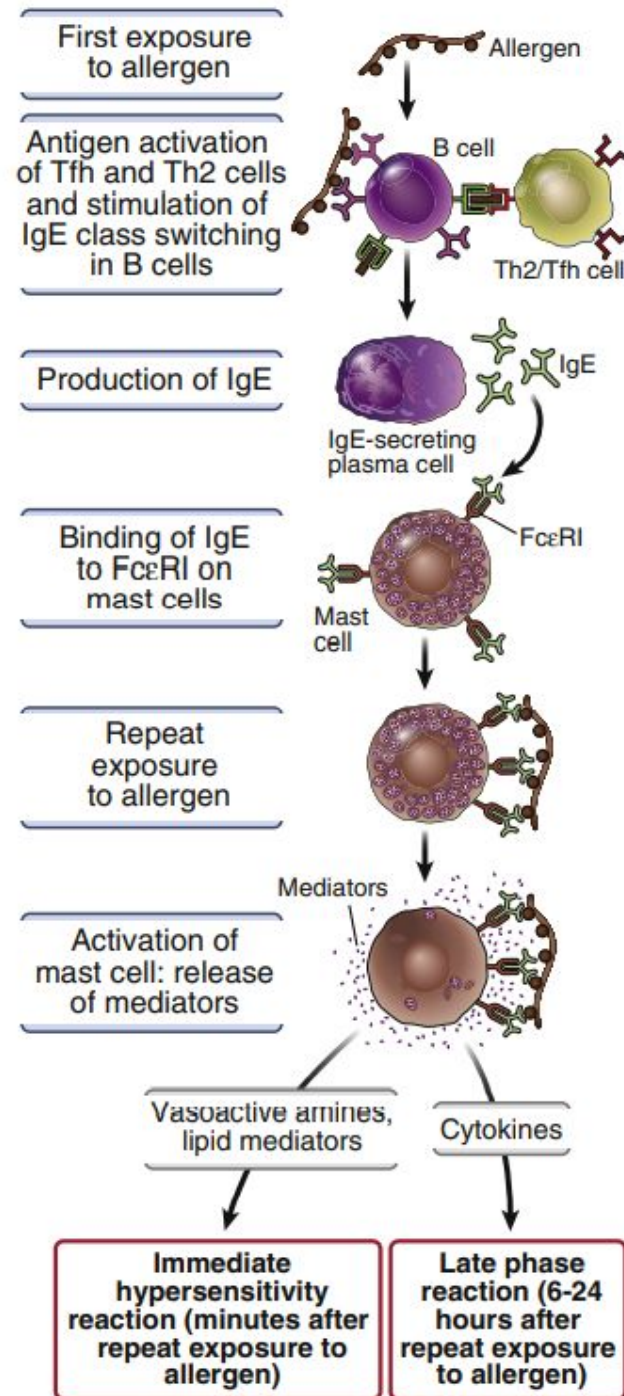 First exposure
to allergen
Allergen
Antigen activation
of Tfh and Th2 cells
and stimulation of
IgE class switching
in B cells
B cell
Th2/Tfh cell
Production of IgE
IgE
IgE-secreting
plasma cell
Binding of IgE
to FcεRI on
mast cells
FcεRI
Mast
cell
Repeat
exposure
to allergen
Mediators
Activation of
mast cell: release
of mediators
Vasoactive amines,
lipid mediators
Cytokines
Immediate
hypersensitivity
reaction (minutes after
repeat exposure to
allergen)
Late phase
reaction (6-24
hours after
repeat exposure
to allergen)